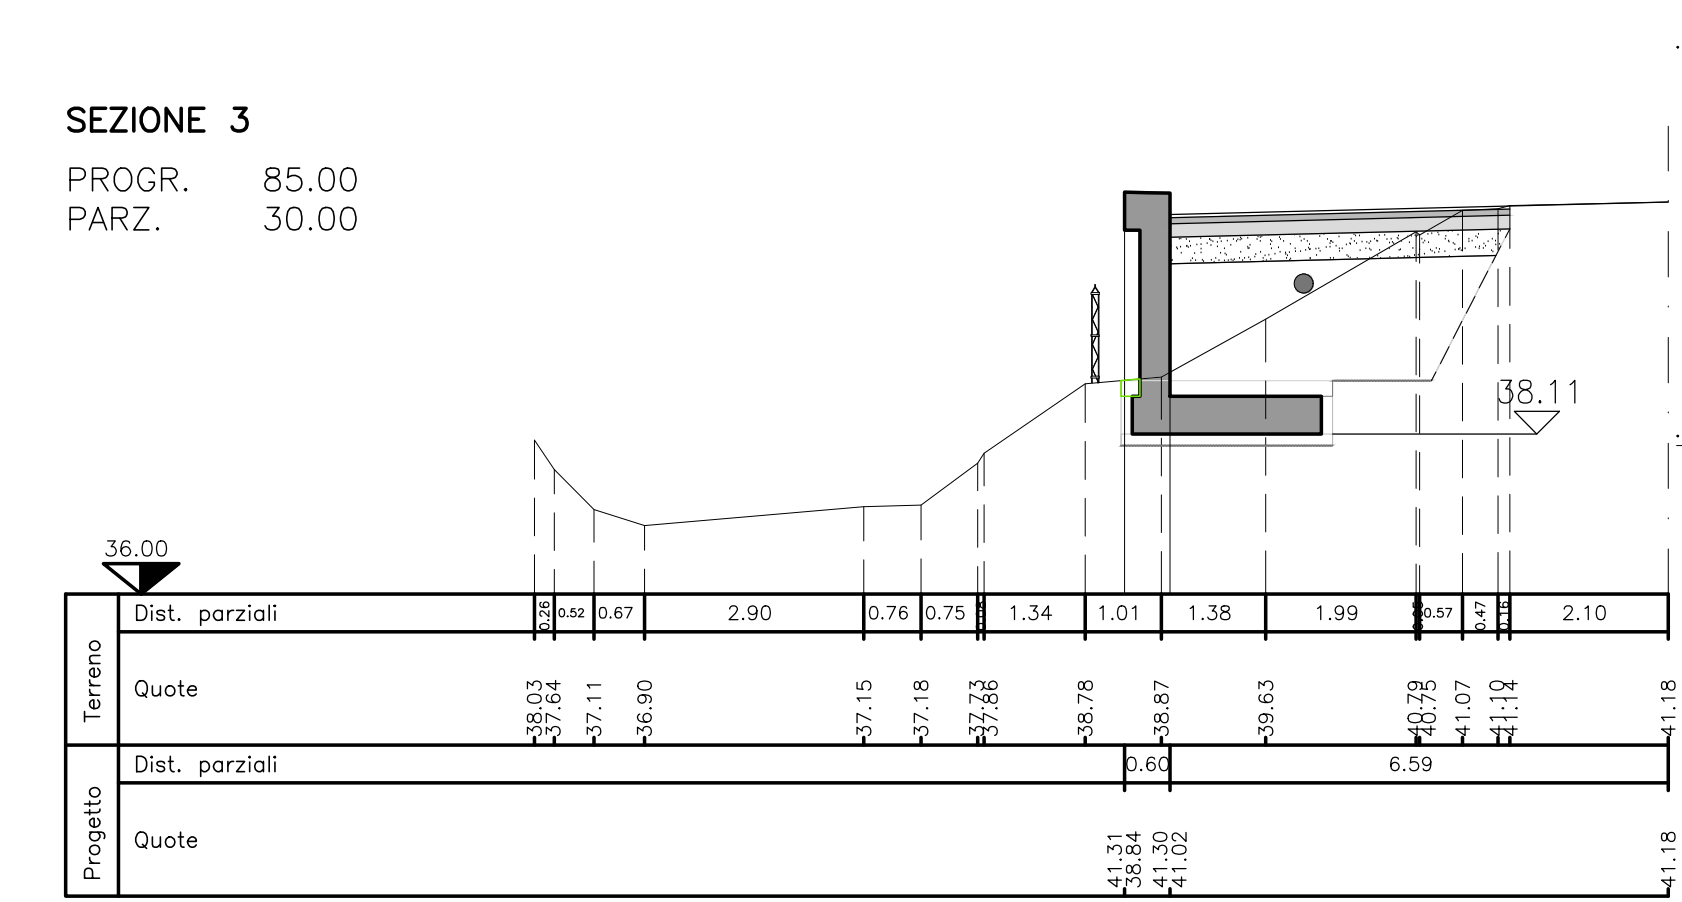 SEZIONE 3
PROGR. 85.00
PARZ. 30.00
38.11
36.00
Terreno
Dist. parziali 0.26 0.52 0.67 2.90 0.76 0.75 1.34 1.01 1.38 1.99 0.57 0.47 0.16 2.10
Quote 38.03 37.64 37.11 36.90 37.15 37.18 37.73 37.86 38.78 38.87 39.63 40.79 40.75 41.07 41.10 41.14 41.18
Progetto
Dist. parziali 0.60 6.59
Quote 41.31 38.84 41.30 41.02 41.18